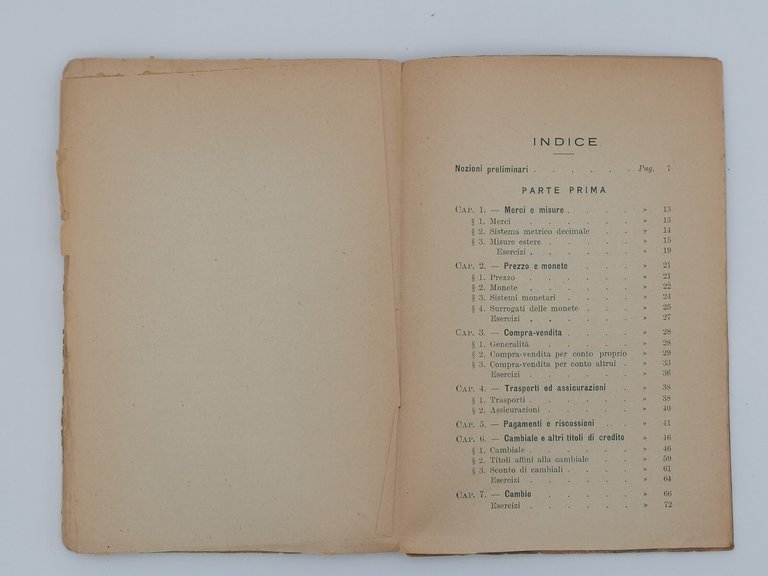 INDICE
Nozioni preliminari . . . . . . Pag. 7
PARTE PRIMA
CAP. 1. — Merci e misure . . . . . » 13
§ 1. Merci . . . . . . » 13
§ 2. Sistema metrico decimale . . . » 14
§ 3. Misure estere . . . . . » 15
Esercizi . . . . . . » 19
CAP. 2. — Prezzo e monete . . . . » 21
§ 1. Prezzo . . . . . . » 21
§ 2. Monete . . . . . . » 22
§ 3. Sistemi monetari . . . . » 24
§ 4. Surrogati delle monete . . . » 25
Esercizi . . . . . . » 27
CAP. 3. — Compra-vendita . . . . . » 28
§ 1. Generalità . . . . . » 28
§ 2. Compra-vendita per conto proprio » 29
§ 3. Compra-vendita per conto altrui . » 33
Esercizi . . . . . . » 36
CAP. 4. — Trasporti ed assicurazioni . » 38
§ 1. Trasporti . . . . . . » 38
§ 2. Assicurazioni . . . . . » 40
CAP. 5. — Pagamenti e riscossioni . . . » 41
CAP. 6. — Cambiale e altri titoli di credito » 46
§ 1. Cambiale . . . . . . » 46
§ 2. Titoli affini alla cambiale . . . » 59
§ 3. Sconto di cambiali . . . . » 61
Esercizi . . . . . . » 64
CAP. 7. — Cambio . . . . . . » 66
Esercizi . . . . . . » 72